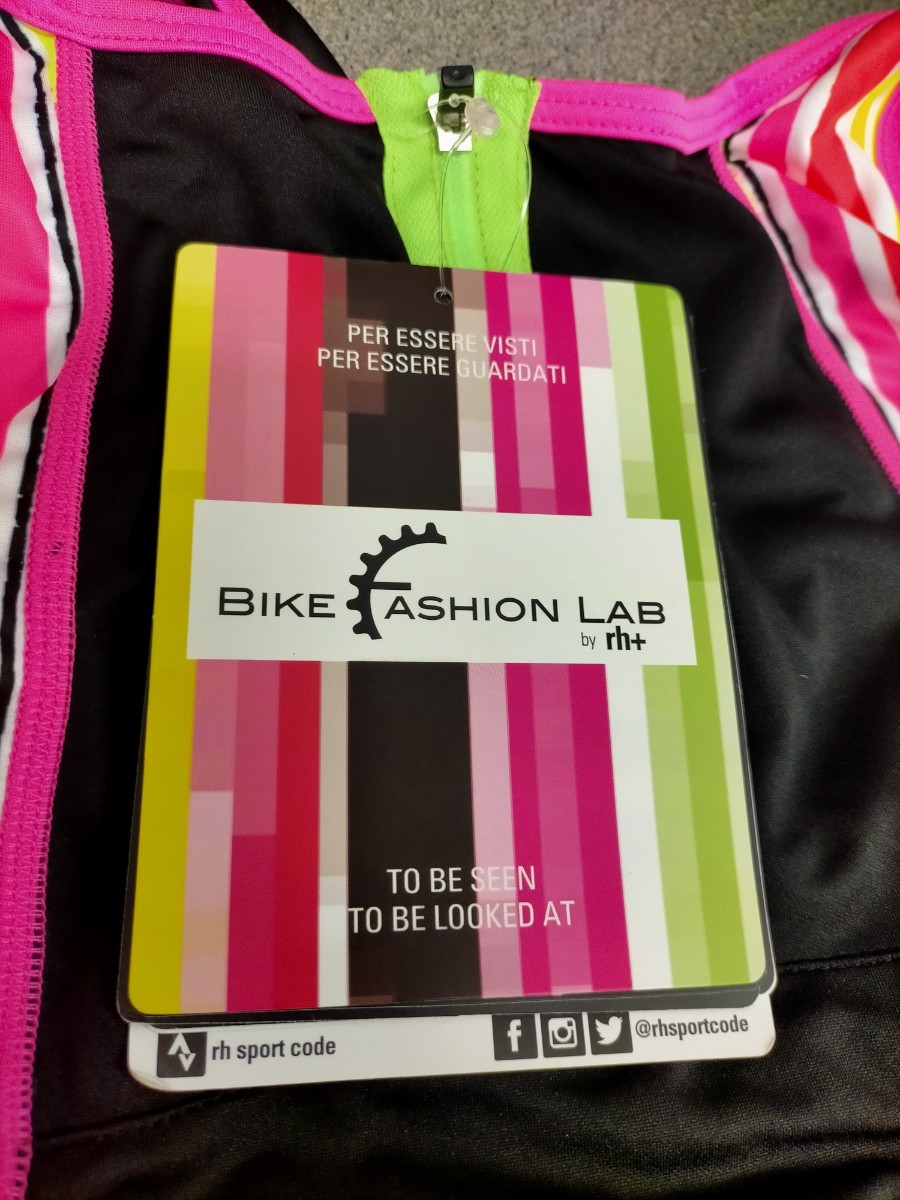 PER ESSERE VISTI
PER ESSERE GUARDATI
BIKE FASHION LAB
by rh+
TO BE SEEN
TO BE LOOKED AT
rh sport code
@rhsportcode